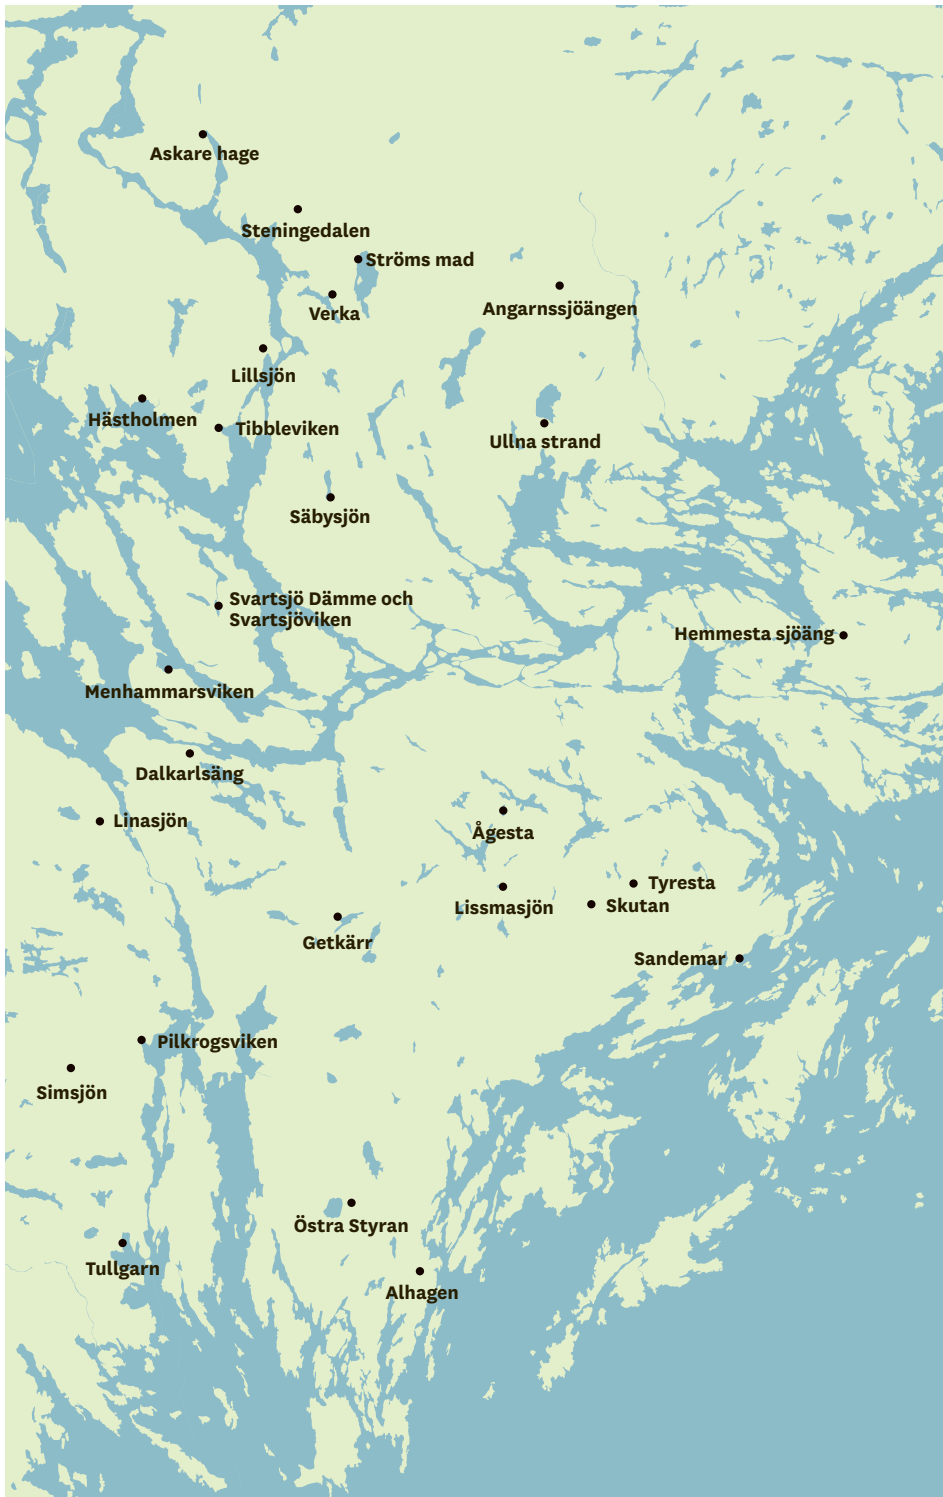 Askare hage
Steningedalen
Ströms mad
Verka
Angarnssjöängen
Lillsjön
Hästholmen
Tibbleviken
Ullna strand
Säbysjön
Svartsjö Dämme och
Svartsjöviken
Hemmesta sjöäng
Menhammarsviken
Dalkarlsäng
Linasjön
Ågesta
Tyresta
Lissmasjön
Skutan
Getkärr
Sandemar
Pilkrogsviken
Simsjön
Östra Styran
Tullgarn
Alhagen